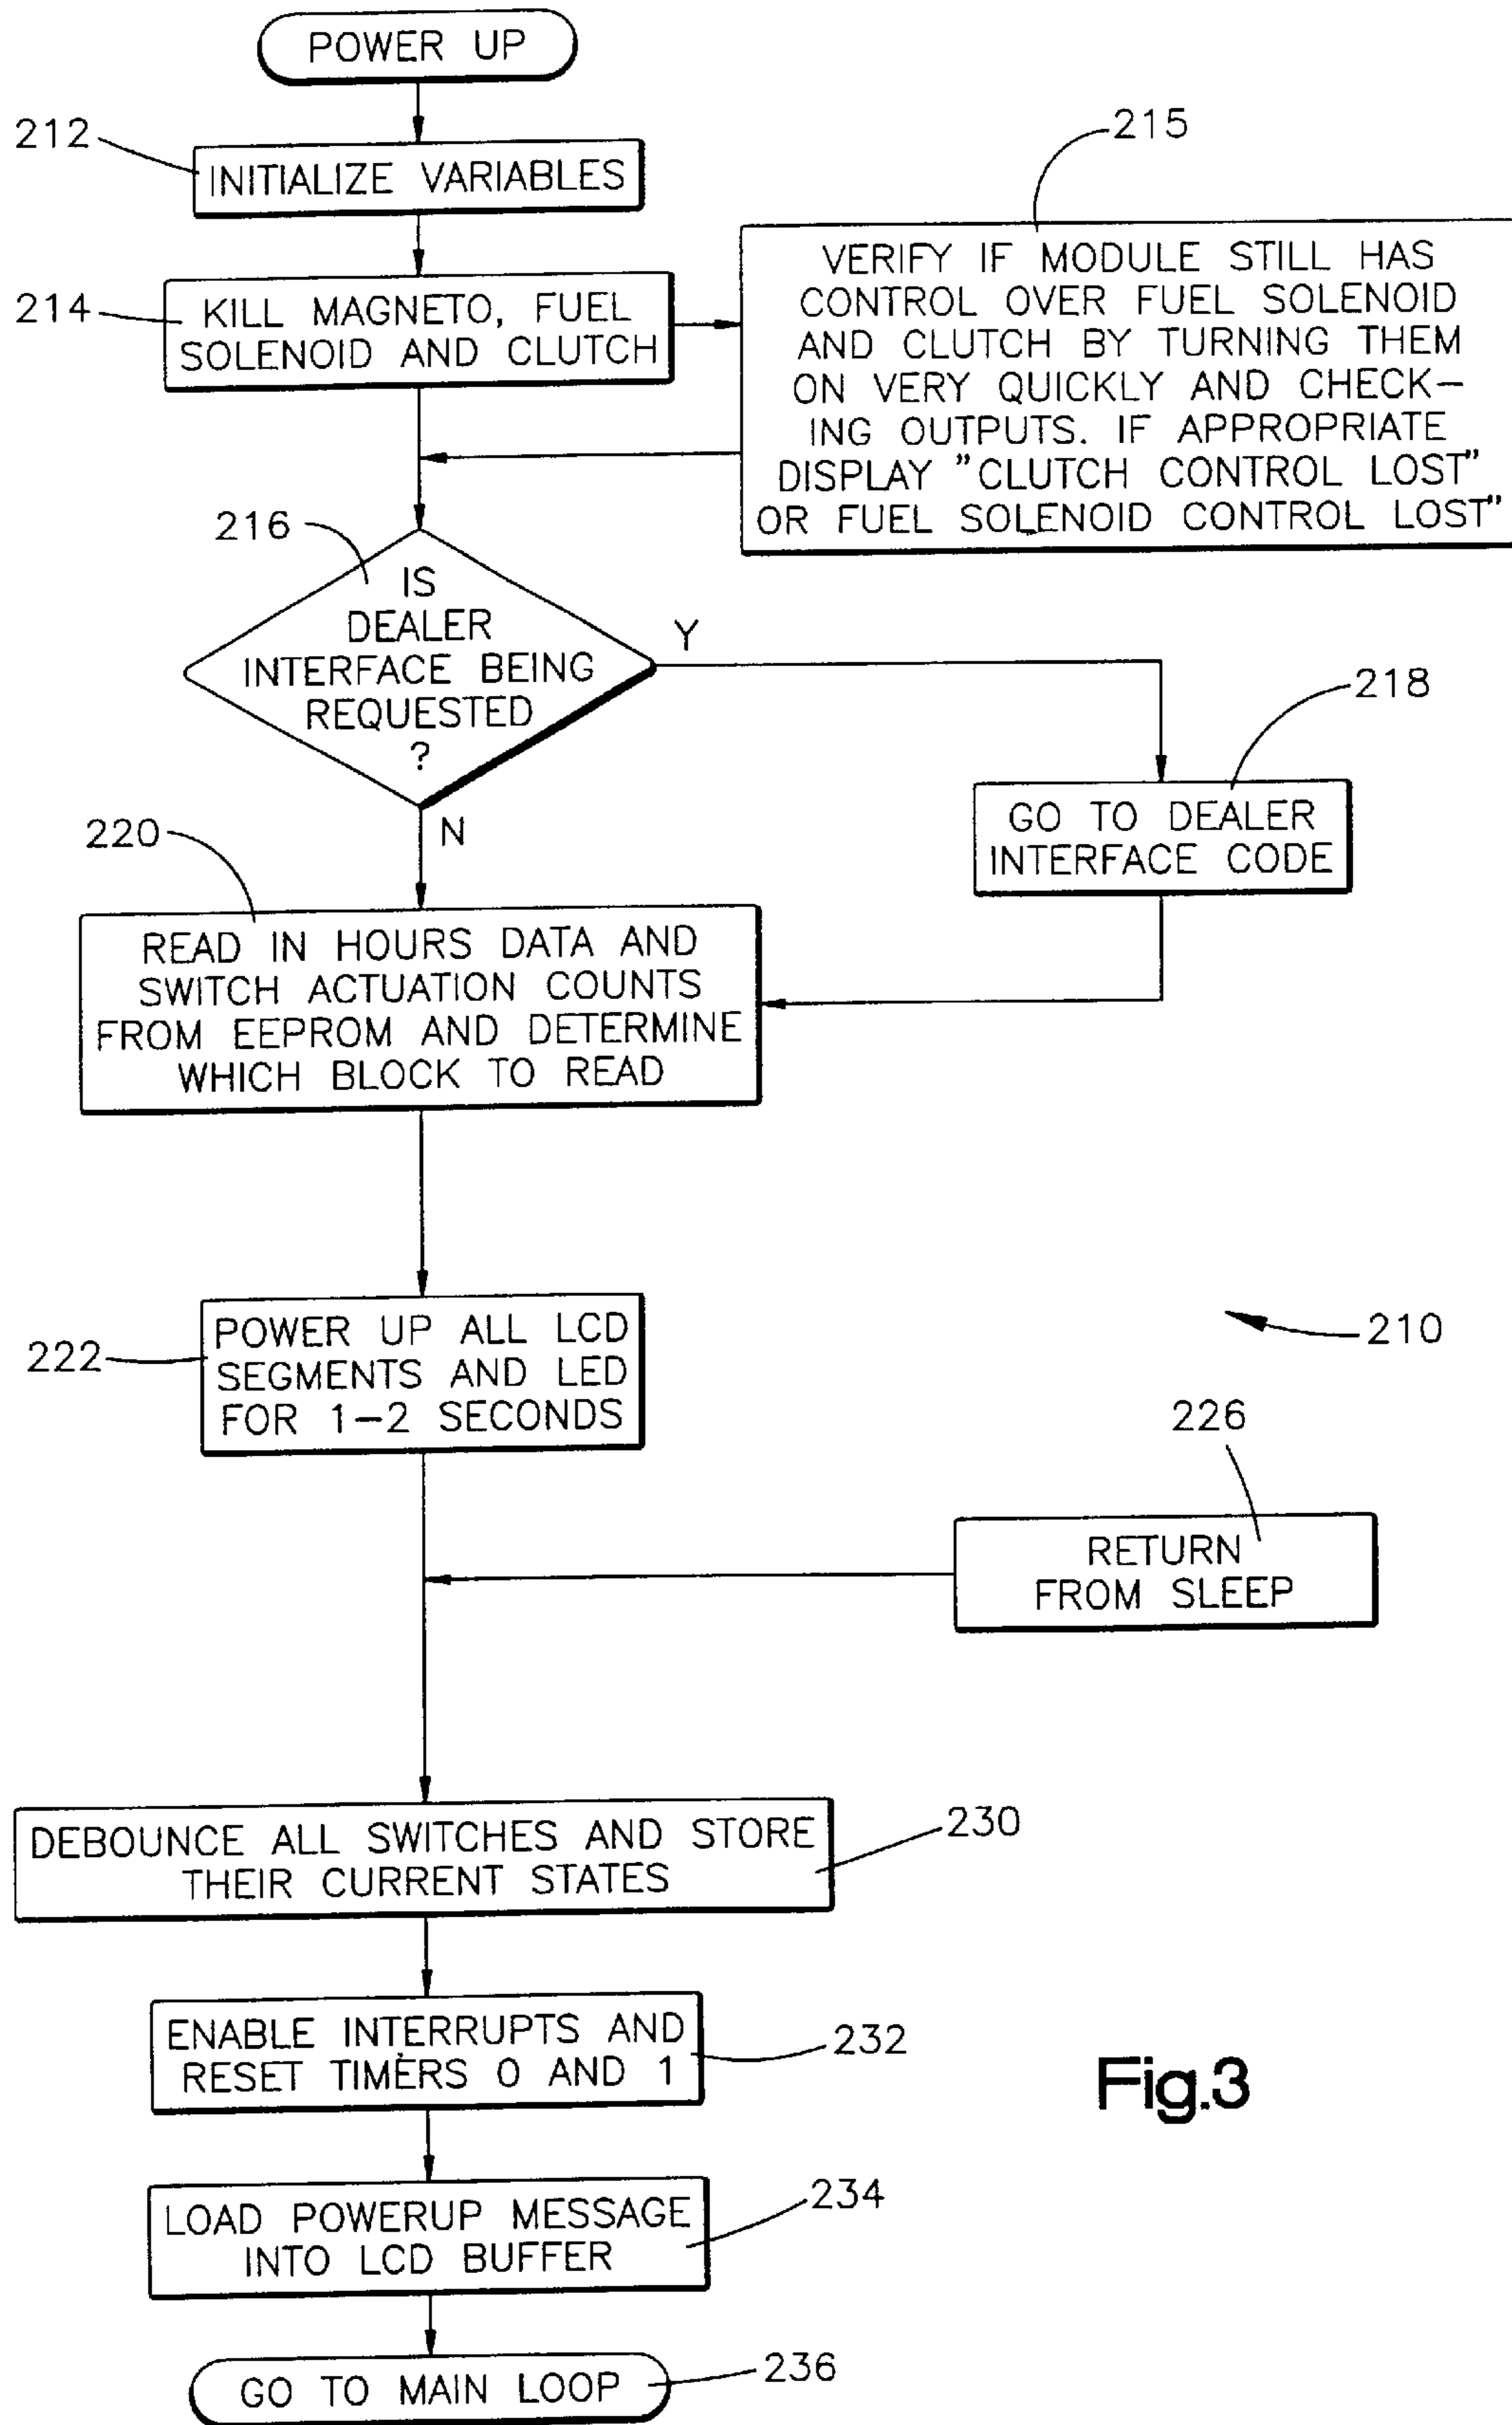 POWER UP
212
INITIALIZE VARIABLES
215
214
KILL MAGNETO, FUEL
SOLENOID AND CLUTCH
VERIFY IF MODULE STILL HAS
CONTROL OVER FUEL SOLENOID
AND CLUTCH BY TURNING THEM
ON VERY QUICKLY AND CHECK-
ING OUTPUTS. IF APPROPRIATE
DISPLAY "CLUTCH CONTROL LOST"
OR FUEL SOLENOID CONTROL LOST"
216
IS
DEALER
INTERFACE BEING
REQUESTED
?
Y
N
218
GO TO DEALER
INTERFACE CODE
220
READ IN HOURS DATA AND
SWITCH ACTUATION COUNTS
FROM EEPROM AND DETERMINE
WHICH BLOCK TO READ
222
POWER UP ALL LCD
SEGMENTS AND LED
FOR 1-2 SECONDS
210
226
RETURN
FROM SLEEP
DEBOUNCE ALL SWITCHES AND STORE
THEIR CURRENT STATES
230
ENABLE INTERRUPTS AND
RESET TIMERS 0 AND 1
232
Fig.3
LOAD POWERUP MESSAGE
INTO LCD BUFFER
234
GO TO MAIN LOOP
236